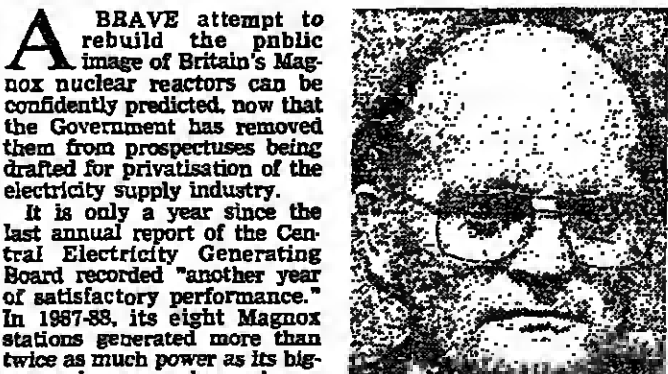 A BRAVE attempt to
rebuild the pnblic
image of Britain's Mag-
nox nuclear reactors can be
confidently predicted, now that
the Government has removed
them from prospectuses being
drafted for privatisation of the
electricity supply industry.
It is only a year since the
last annual report of the Cen-
tral Electricity Generating
Board recorded "another year
of satisfactory performance."
In 1987-88, its eight Magnox
stations generated more than
twice as much power as its big-